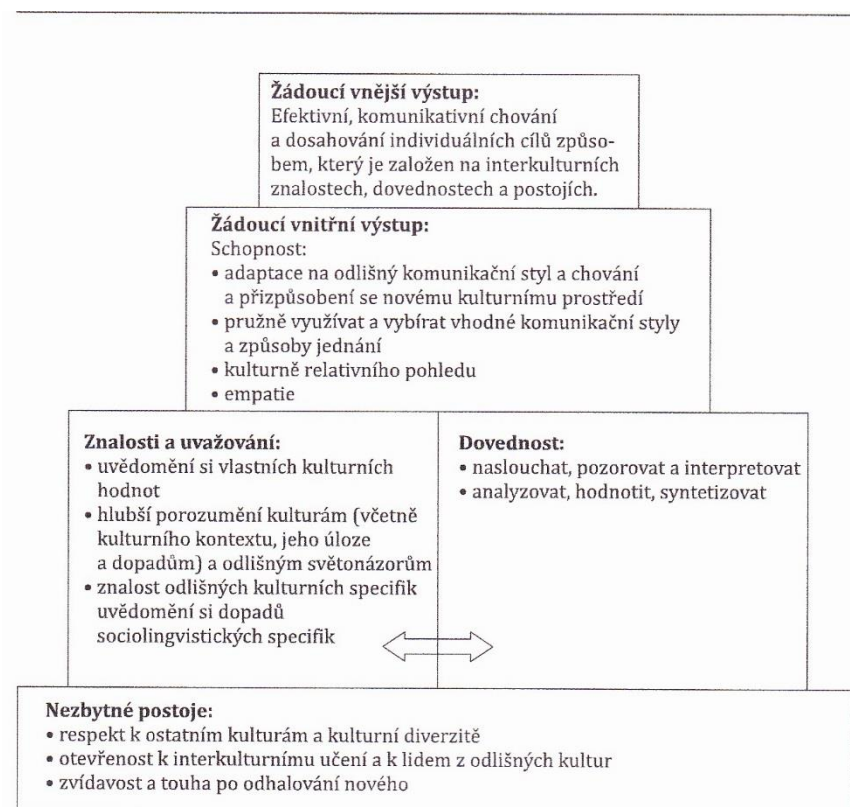 Žádoucí vnější výstup:
Efektivní, komunikativní chování
a dosahování individuálních cílů způso-
bem, který je založen na interkulturních
znalostech, dovednostech a postojích.
Žádoucí vnitřní výstup:
Schopnost:
• adaptace na odlišný komunikační styl a chování
a přizpůsobení se novému kulturnímu prostředí
• pružně využívat a vybírat vhodné komunikační styly
a způsoby jednání
• kulturně relativního pohledu
• empatie
Znalosti a uvažování:
• uvědomění si vlastních kulturních
hodnot
• hlubší porozumění kulturám (včetně
kulturního kontextu, jeho úloze
a dopadům) a odlišným světonázorům
• znalost odlišných kulturních specifik
uvědomění si dopadů
sociolingvistických specifik
Dovednost:
• naslouchat, pozorovat a interpretovat
• analyzovat, hodnotit, syntetizovat
Nezbytné postoje:
• respekt k ostatním kulturám a kulturní diverzitě
• otevřenost k interkulturnímu učení a k lidem z odlišných kultur
• zvídavost a touha po odhalování nového